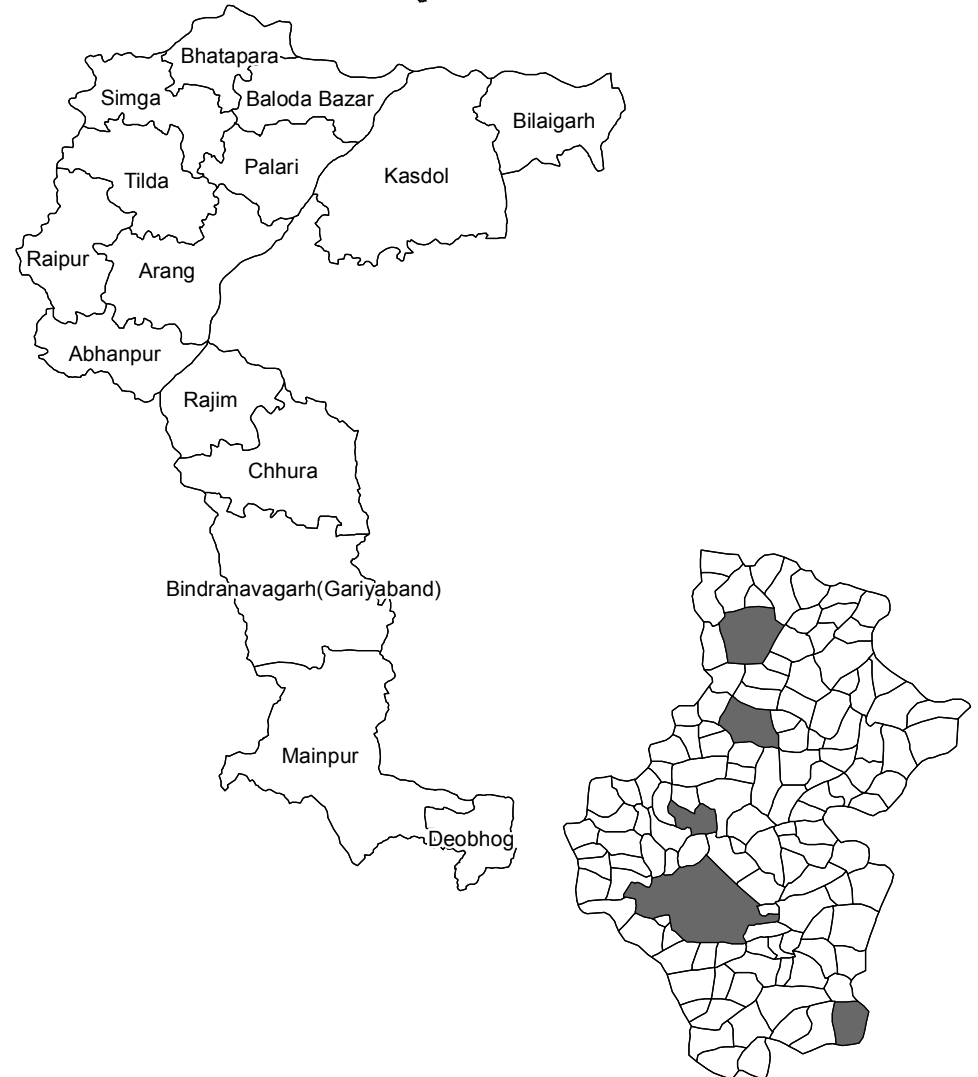 Bhatapara
Simga
Baloda Bazar
Bilaigarh
Palari
Kasdol
Tilda
Raipur
Arang
Abhanpur
Rajim
Chhura
Bindranavagarh(Gariyaband)
Mainpur
Deobhog